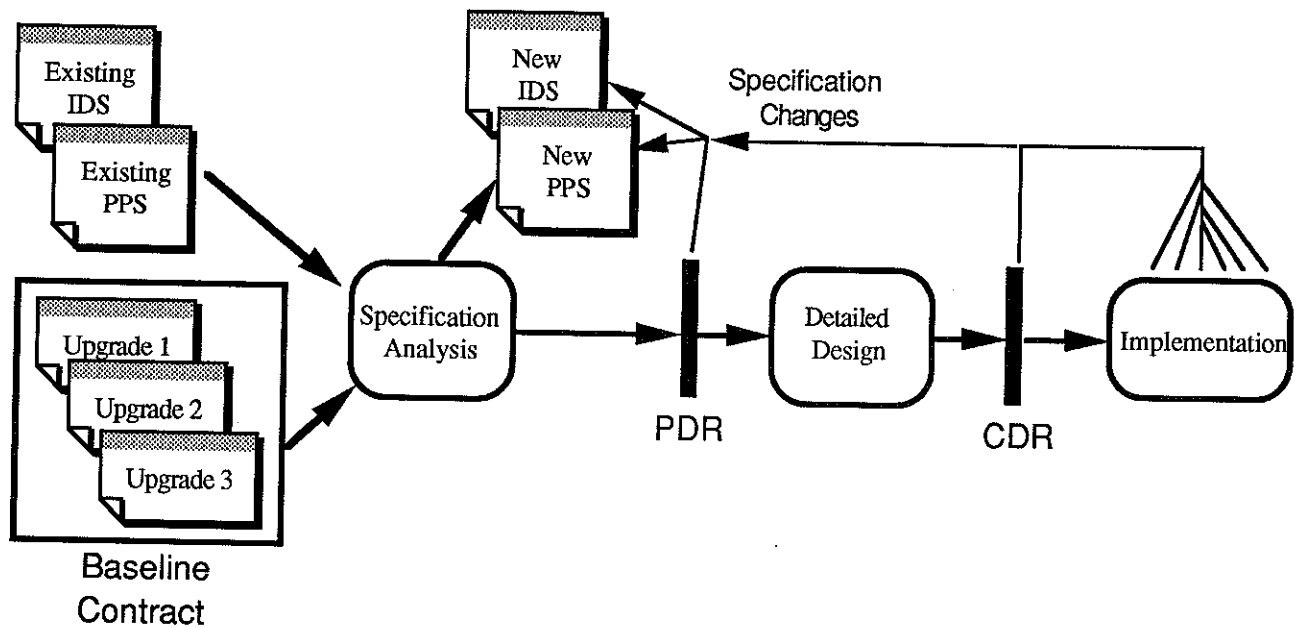 Existing
IDS
Existing
PPS
New
IDS
New
PPS
Specification
Changes
Upgrade 1
Upgrade 2
Upgrade 3
Baseline
Contract
Specification
Analysis
PDR
Detailed
Design
CDR
Implementation